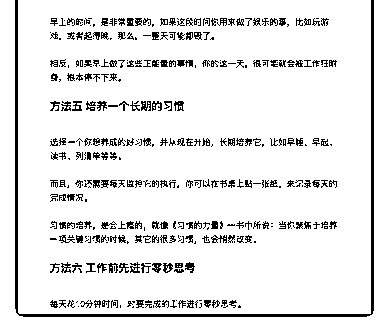 早上的时间，是非常重要的。如果这段时间你用来做了娱乐的事，比如玩游
戏，或者起得晚，那么，一整天可能都毁了。
相反，如果早上做了这些正能量的事情，你的这一天，很可能就会被工作狂附
身，根本停不下来。
方法五 培养一个长期的习惯
选择一个你想养成的好习惯，并从现在开始，长期培养它，比如早睡、早起、
读书、列清单等等。
而且，你还需要每天监控它的执行，你可以在书桌上贴一张纸，来记录每天的
完成情况。
习惯的培养，是会上瘾的，就像《习惯的力量》一书中所说：当你聚焦于培养
一项关键习惯的时候，其它的很多习惯，也会悄然改变。
方法六 工作前先进行零秒思考
每天花10分钟时间，对要完成的工作进行零秒思考。